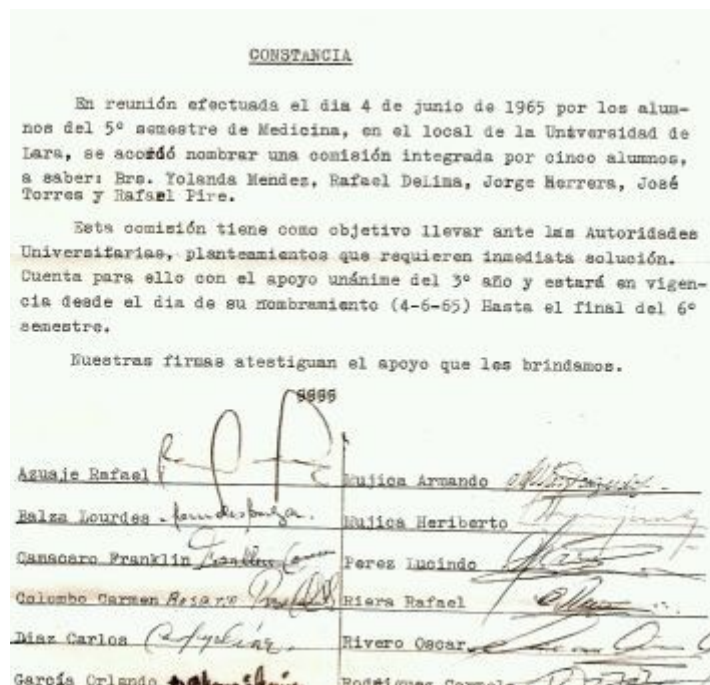 CONSTANCIA
En reunión efectuada el dia 4 de junio de 1965 por los alum-
nos del 5º semestre de Medicina, en el local de la Universidad de
Lara, se acordó nombrar una comisión integrada por cinco alumnos,
a saber: Brs. Yolanda Mendez, Rafael DeLima, Jorge Herrera, José
Torres y Rafael Pire.
Esta comisión tiene como objetivo llevar ante las Autoridades
Universitarias, planteamientos que requieren inmediata solución.
Cuenta para ello con el apoyo unánime del 3º año y estará en vigen-
cia desde el dia de su nombramiento (4-6-65) Hasta el final del 6º
semestre.
Nuestras firmas atestiguan el apoyo que les brindamos.
§§§§
Azuaje Rafael
Mujica Armando
Balza Lourdes
Mujica Heriberto
Camacaro Franklin
Perez Lucindo
Colombo Carmen Rosario
Riera Rafael
Diaz Carlos
Rivero Oscar
García Orlando
Rodriguez Carmelo